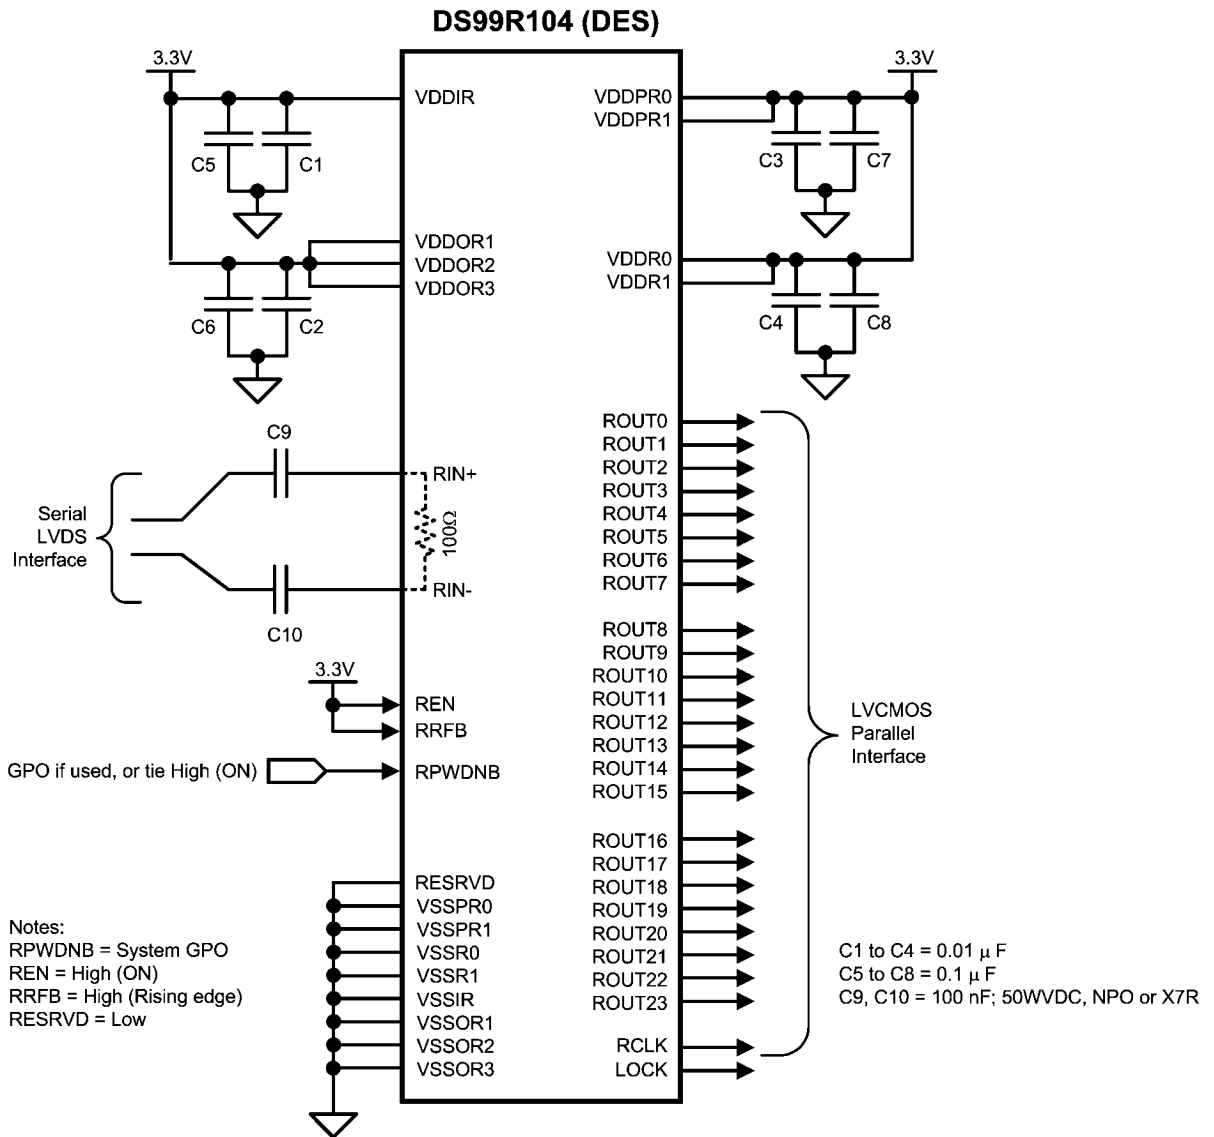 DS99R104 (DES)
3.3V
VDDIR
C5
C1
VDDOR1
VDDOR2
VDDOR3
C6
C2
3.3V
VDDPR0
VDDPR1
C3
C7
VDDR0
VDDR1
C4
C8
C9
RIN+
Serial
LVDS
Interface
100Ω
RIN-
C10
3.3V
REN
RRFB
GPO if used, or tie High (ON)
RPWDNB
RESRVD
VSSPR0
VSSPR1
VSSR0
VSSR1
VSSIR
VSSOR1
VSSOR2
VSSOR3
Notes:
RPWDNB = System GPO
REN = High (ON)
RRFB = High (Rising edge)
RESRVD = Low
ROUT0
ROUT1
ROUT2
ROUT3
ROUT4
ROUT5
ROUT6
ROUT7
ROUT8
ROUT9
ROUT10
ROUT11
ROUT12
ROUT13
ROUT14
ROUT15
ROUT16
ROUT17
ROUT18
ROUT19
ROUT20
ROUT21
ROUT22
ROUT23
RCLK
LOCK
LVCMOS
Parallel
Interface
C1 to C4 = 0.01 μ F
C5 to C8 = 0.1 μ F
C9, C10 = 100 nF; 50WVDC, NPO or X7R